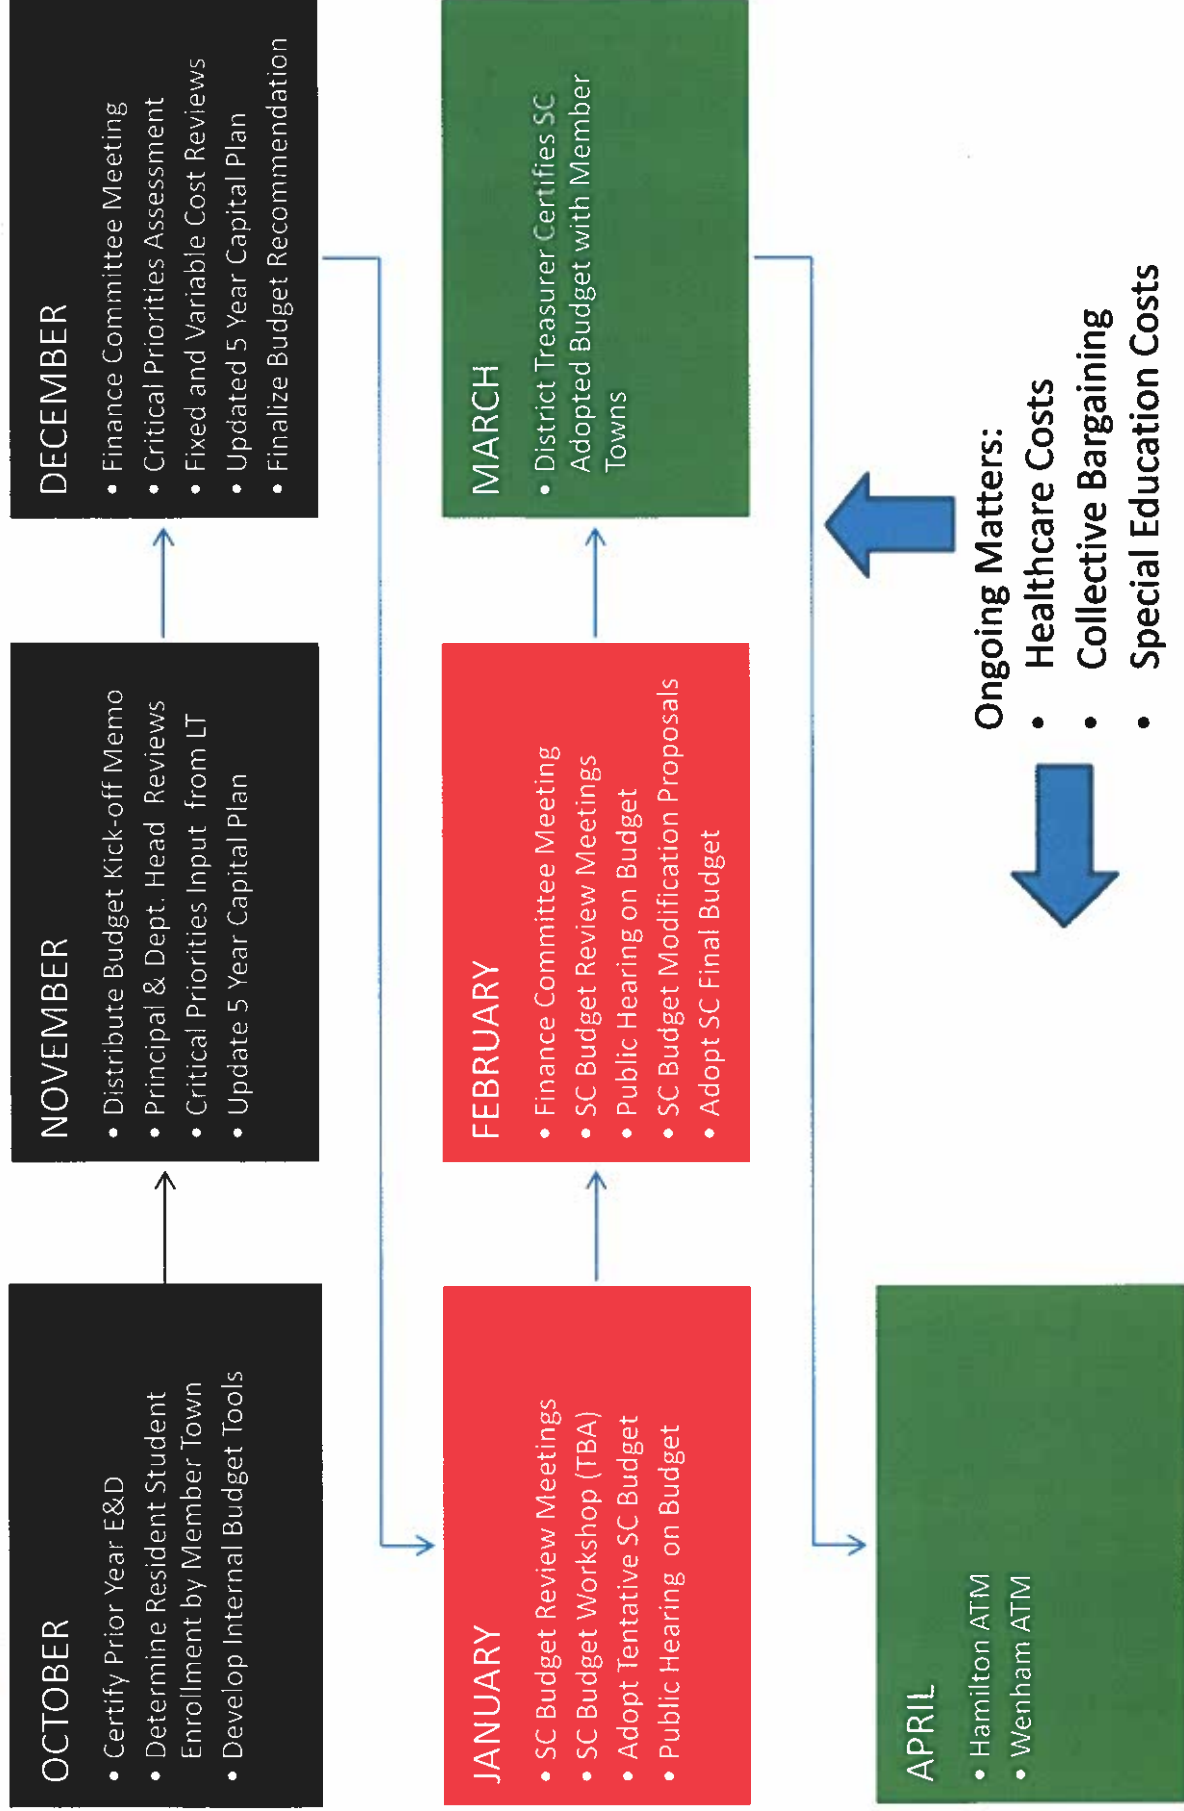 OCTOBER
• Certify Prior Year E&D
• Determine Resident Student
Enrollment by Member Town
• Develop Internal Budget Tools
NOVEMBER
• Distribute Budget Kick-off Memo
• Principal & Dept. Head Reviews
• Critical Priorities Input from LT
• Update 5 Year Capital Plan
DECEMBER
• Finance Committee Meeting
• Critical Priorities Assessment
• Fixed and Variable Cost Reviews
• Updated 5 Year Capital Plan
• Finalize Budget Recommendation
JANUARY
• SC Budget Review Meetings
• SC Budget Workshop (TBA)
• Adopt Tentative SC Budget
• Public Hearing on Budget
FEBRUARY
• Finance Committee Meeting
• SC Budget Review Meetings
• Public Hearing on Budget
• SC Budget Modification Proposals
• Adopt SC Final Budget
MARCH
• District Treasurer Certifies SC
Adopted Budget with Member
Towns
APRIL
• Hamilton ATM
• Wenham ATM
Ongoing Matters:
• Healthcare Costs
• Collective Bargaining
• Special Education Costs